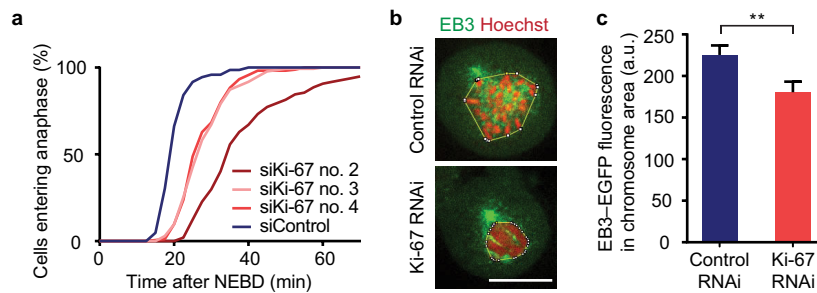 a
Cells entering anaphase (%)
100
50
0
siKi-67 no. 2
siKi-67 no. 3
siKi-67 no. 4
siControl
0 20 40 60
Time after NEBD (min)
b
EB3 Hoechst
Control RNAi
Ki-67 RNAi
c
EB3–EGFP fluorescence
in chromosome area (a.u.)
**
250
200
150
100
50
0
Control
RNAi
Ki-67
RNAi